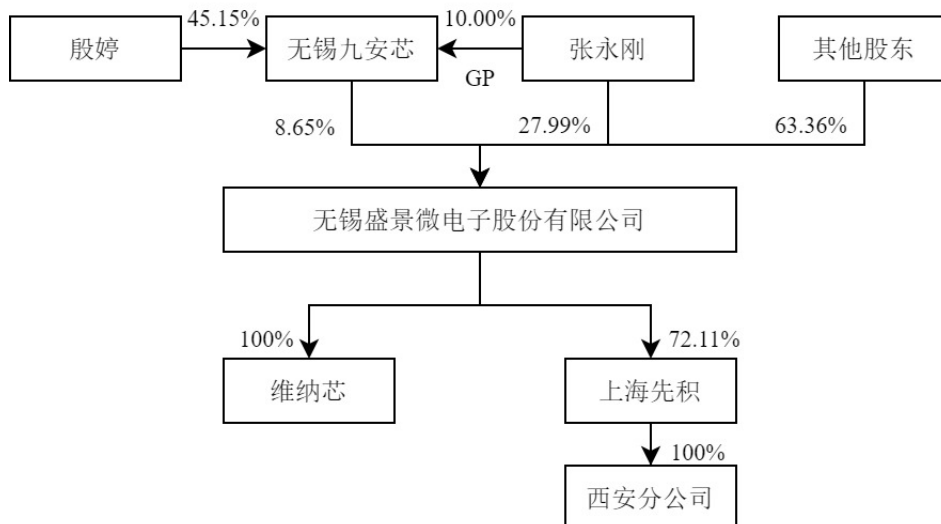 45.15%
10.00%
殷婷
无锡九安芯
张永刚
其他股东
GP
8.65%
27.99%
63.36%
无锡盛景微电子股份有限公司
100%
72.11%
维纳芯
上海先积
100%
西安分公司